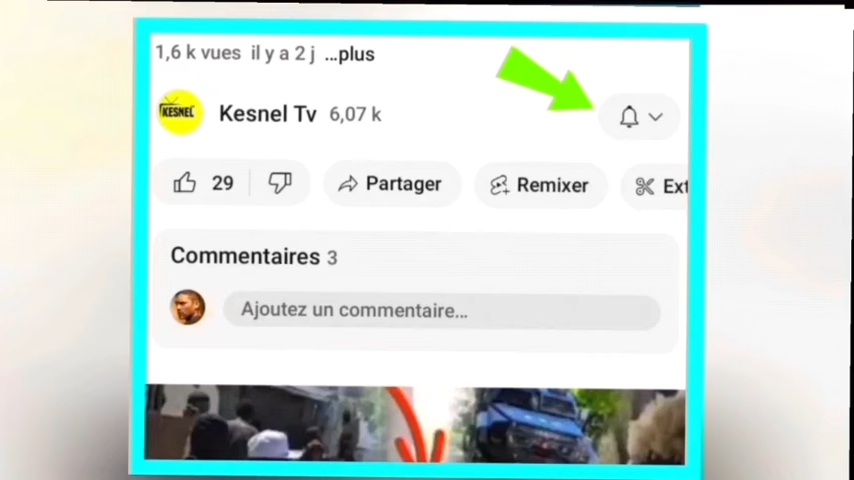 1,6 k vues il y a 2 j ...plus
KESNEL
Kesnel Tv 6,07 k
29 Partager Remixer Ext
Commentaires 3
Ajoutez un commentaire...